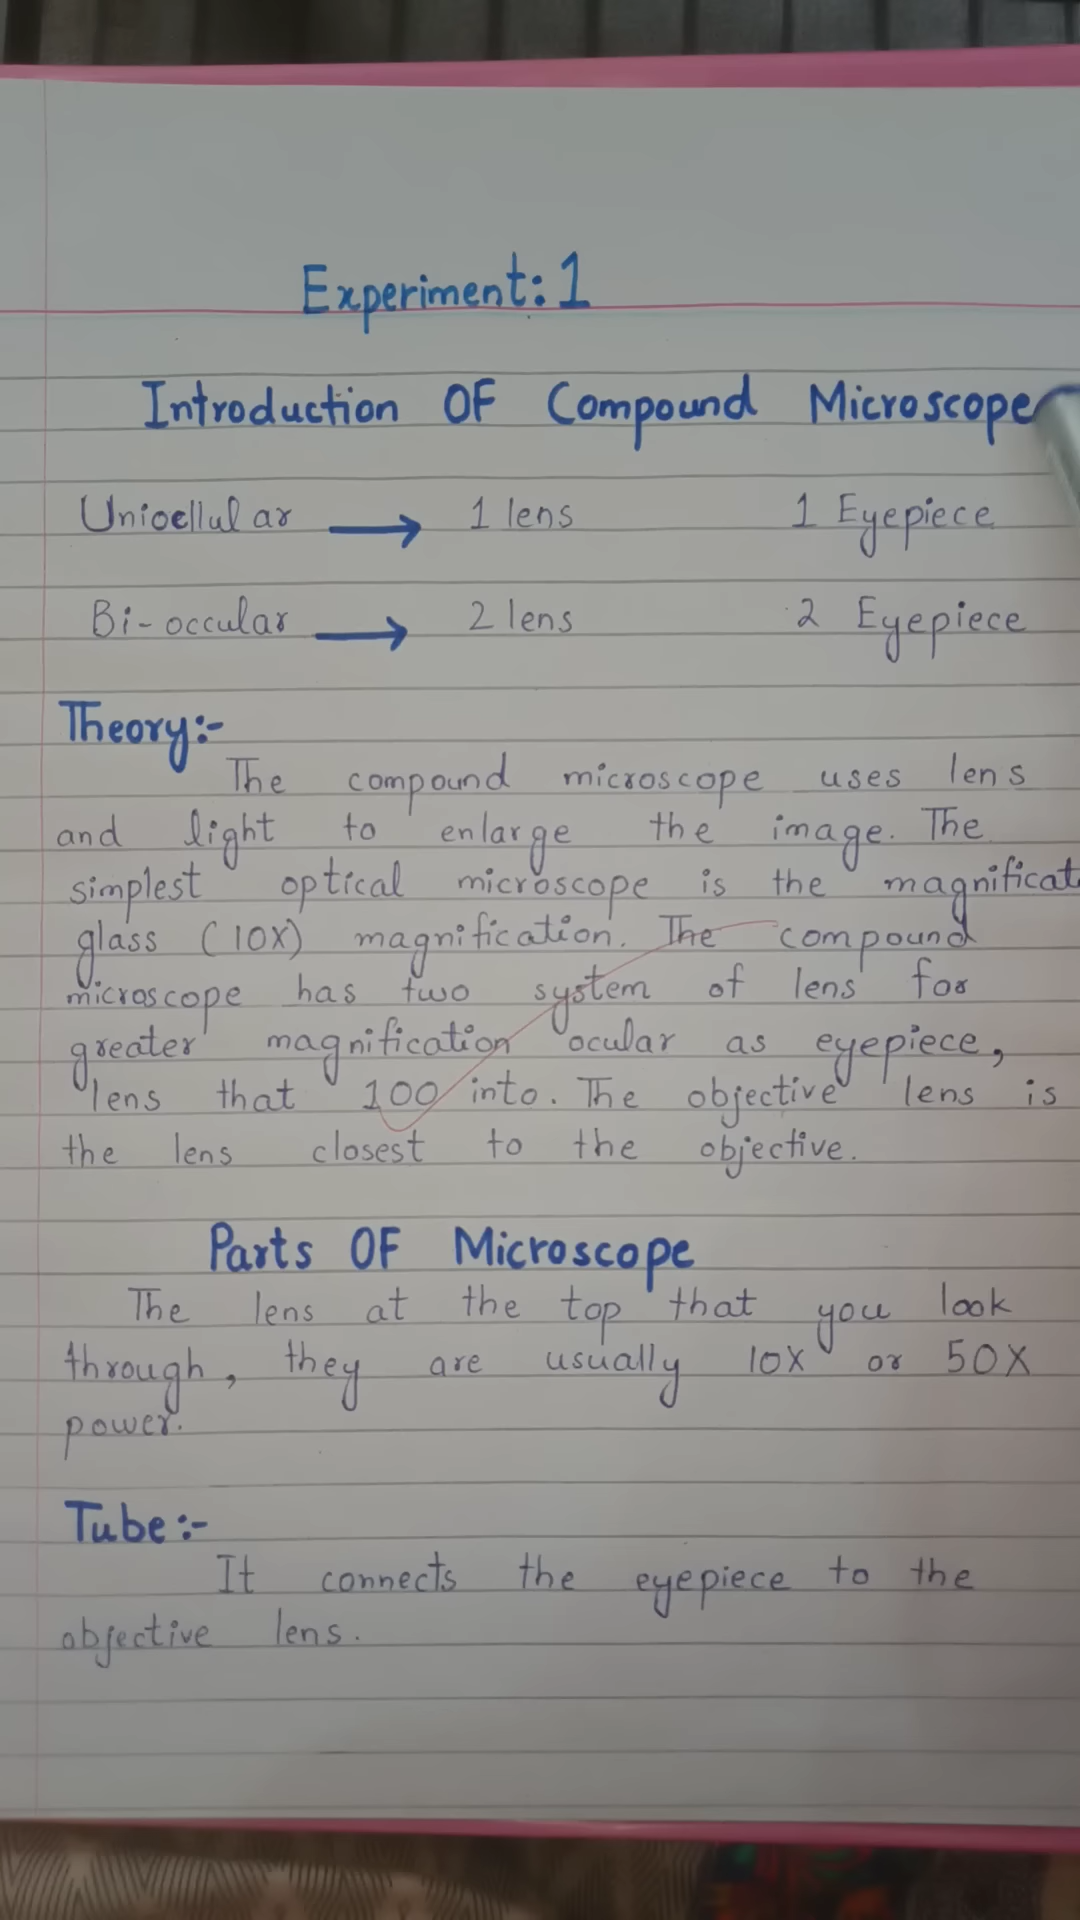 Experiment: 1
Introduction OF Compound Microscope
Unioellular → 1 lens 1 Eyepiece
Bi-occular → 2 lens 2 Eyepiece
Theory:-
The compound microscope uses lens
and light to enlarge the image. The
simplest optical microscope is the magnificat
glass (10X) magnification. The compound
microscope has two system of lens for
greater magnification ocular as eyepiece,
lens that 100 into. The objective lens is
the lens closest to the objective.
Parts OF Microscope
The lens at the top that you look
through, they are usually 10X or 50X
power.
Tube:-
It connects the eyepiece to the
objective lens.